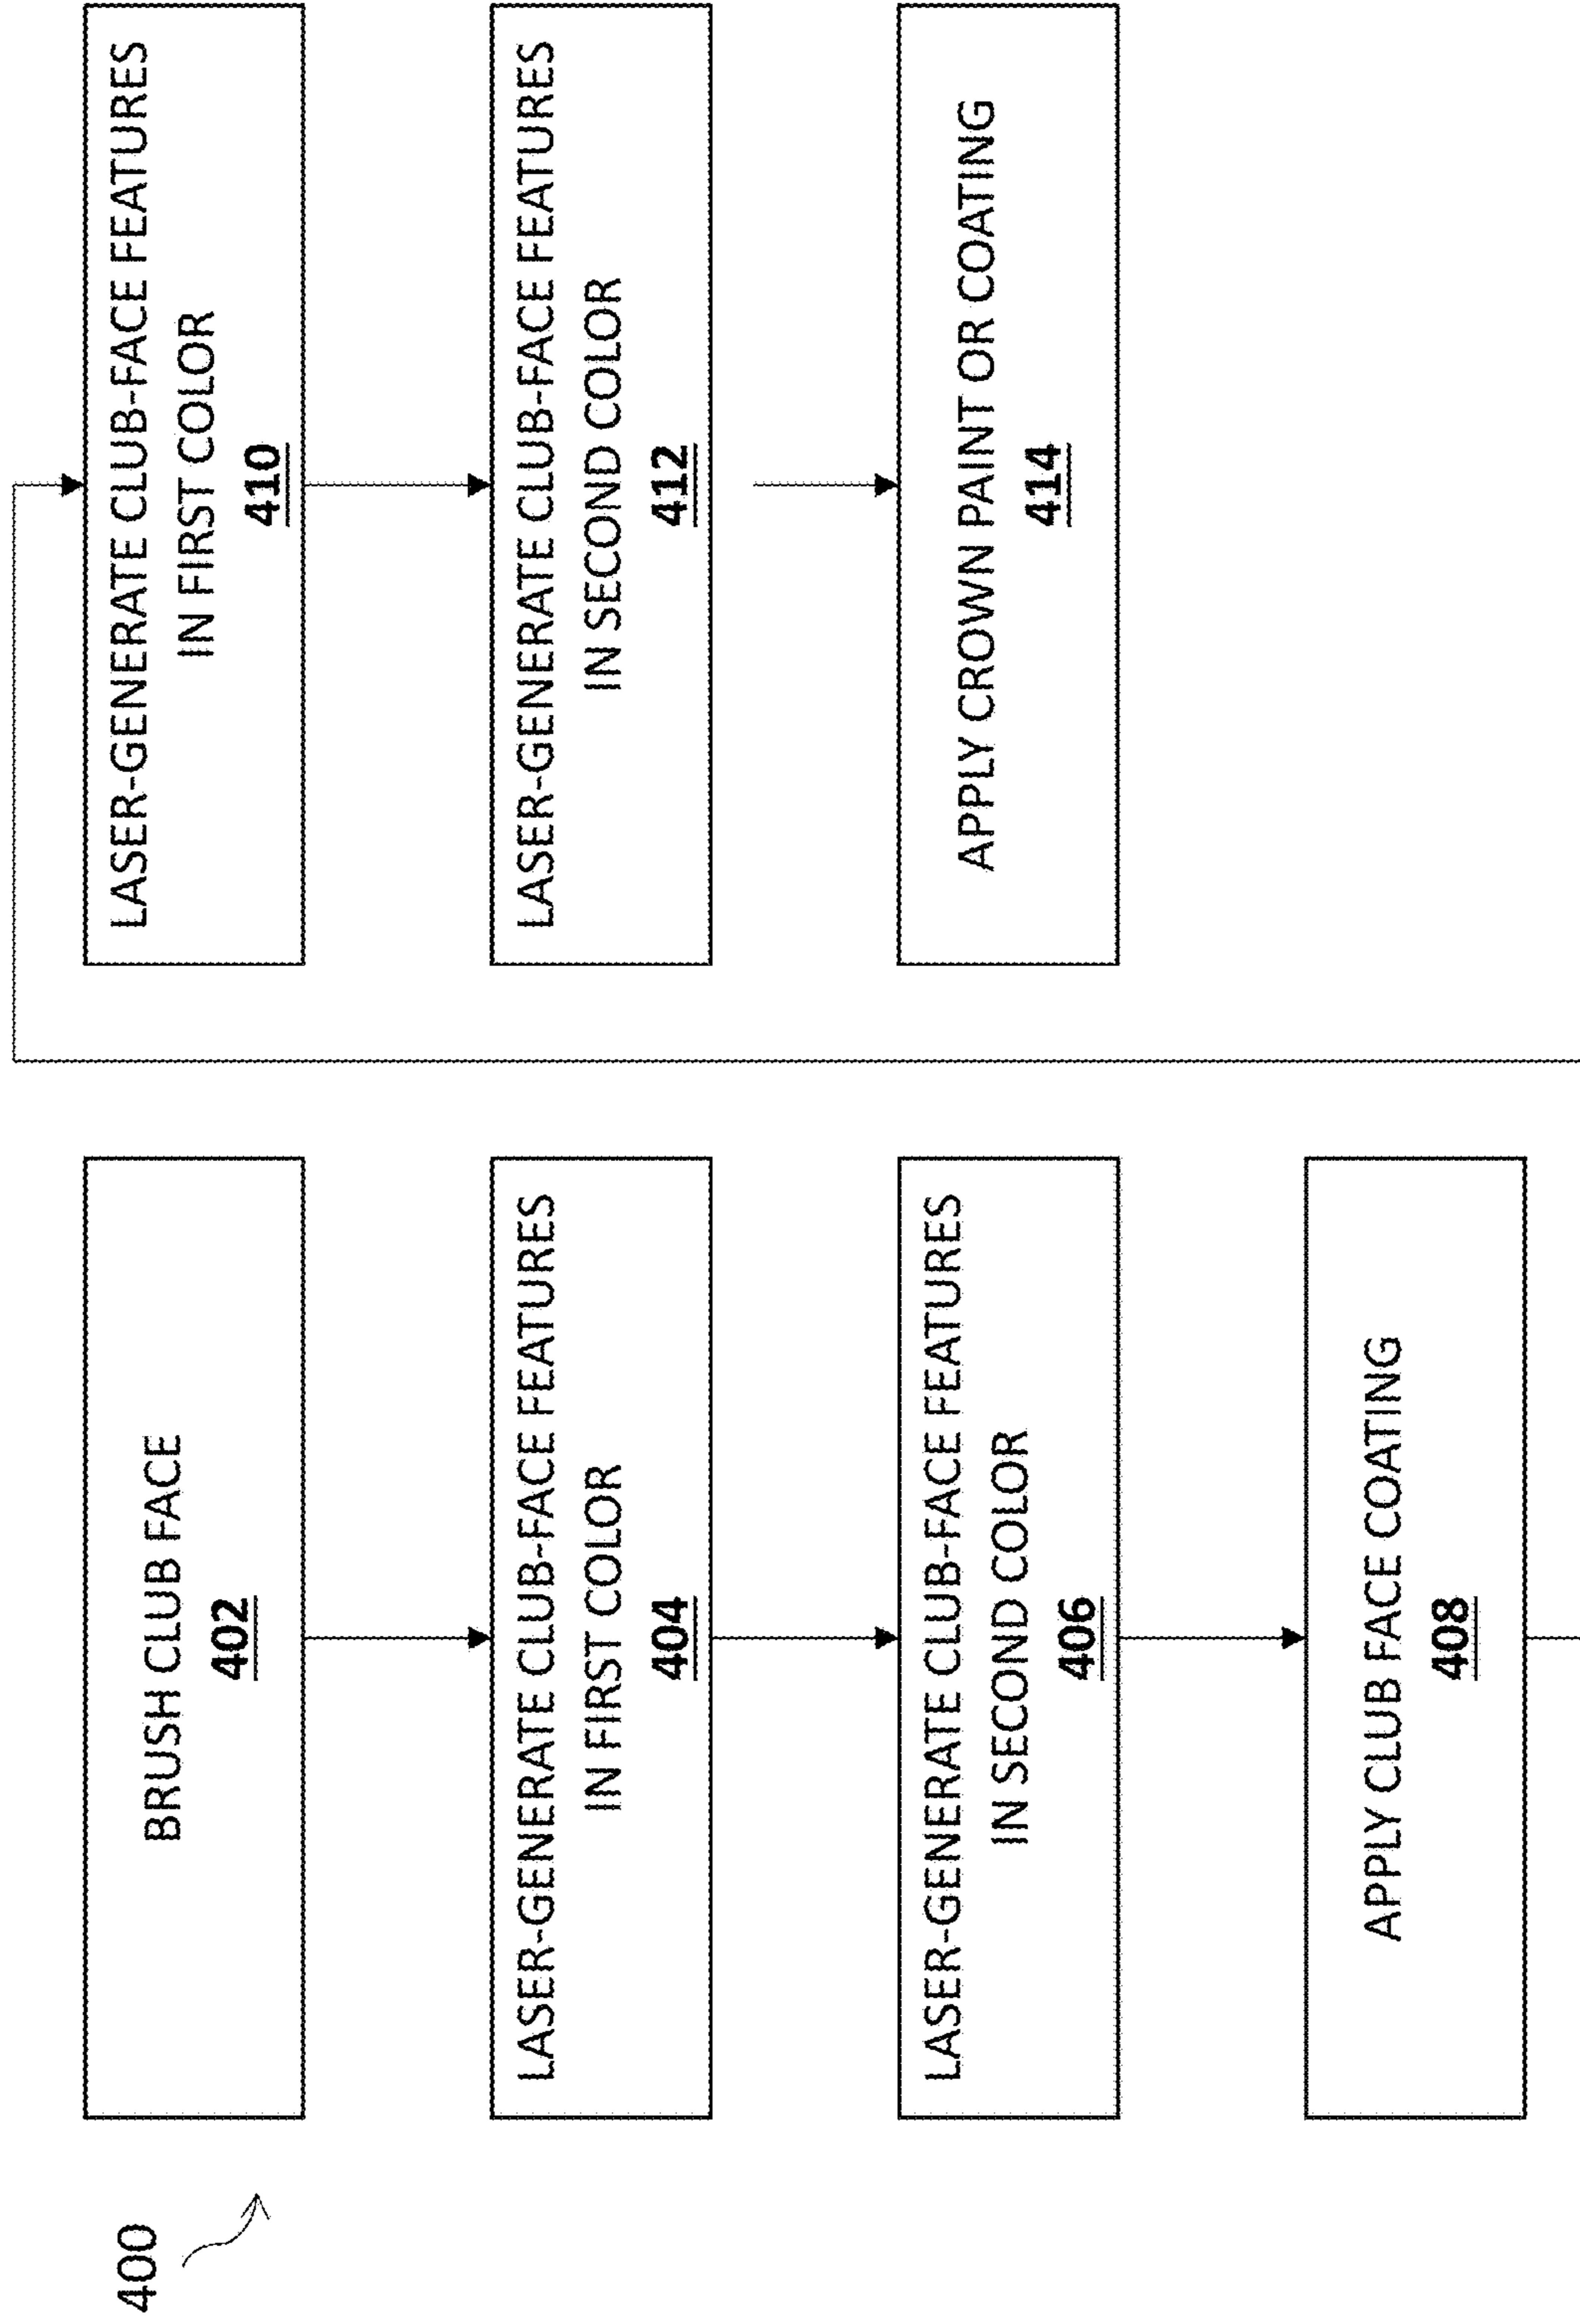 400
BRUSH CLUB FACE
402
LASER-GENERATE CLUB-FACE FEATURES
IN FIRST COLOR
404
LASER-GENERATE CLUB-FACE FEATURES
IN SECOND COLOR
406
APPLY CLUB FACE COATING
408
LASER-GENERATE CLUB-FACE FEATURES
IN FIRST COLOR
410
LASER-GENERATE CLUB-FACE FEATURES
IN SECOND COLOR
412
APPLY CROWN PAINT OR COATING
414